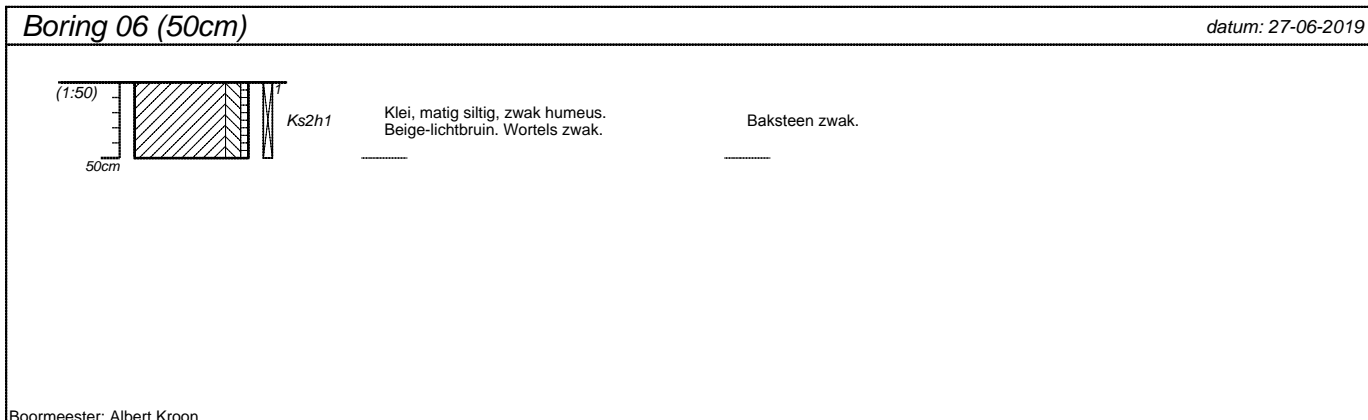 Boring 06 (50cm)
datum: 27-06-2019
(1:50)
1
Ks2h1
Klei, matig siltig, zwak humeus.
Beige-lichtbruin. Wortels zwak.
Baksteen zwak.
50cm
Boormeester: Albert Kroon